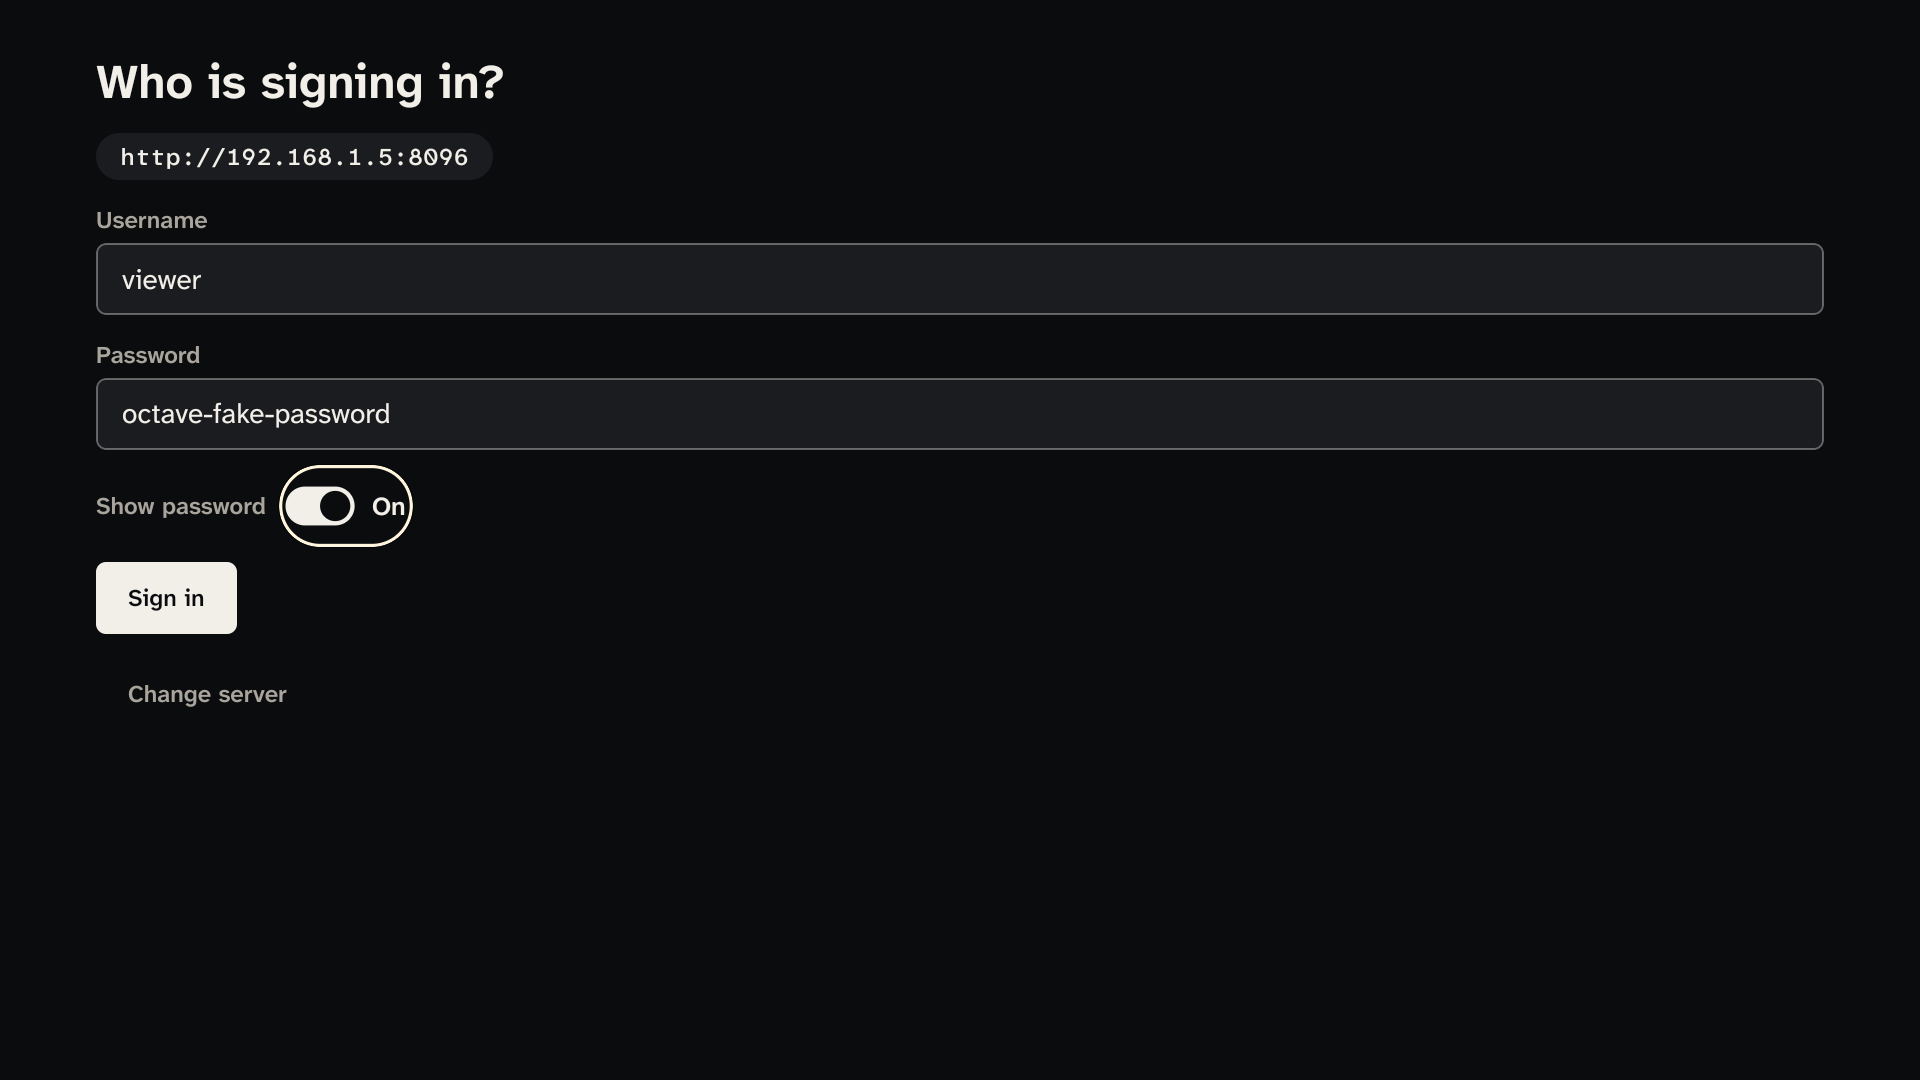 Who is signing in?
http://192.168.1.5:8096
Username
viewer
Password
octave-fake-password
Show password On
Sign in
Change server